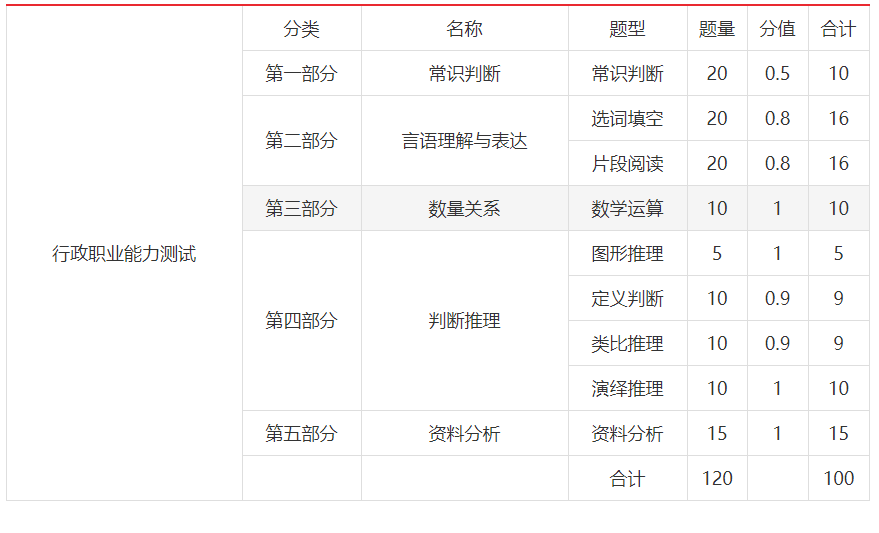 分类 名称 题型 题量 分值 合计
第一部分 常识判断 常识判断 20 0.5 10
第二部分 言语理解与表达 选词填空 20 0.8 16
片段阅读 20 0.8 16
第三部分 数量关系 数学运算 10 1 10
行政职业能力测试
第四部分 判断推理 图形推理 5 1 5
定义判断 10 0.9 9
类比推理 10 0.9 9
演绎推理 10 1 10
第五部分 资料分析 资料分析 15 1 15
合计 120 100